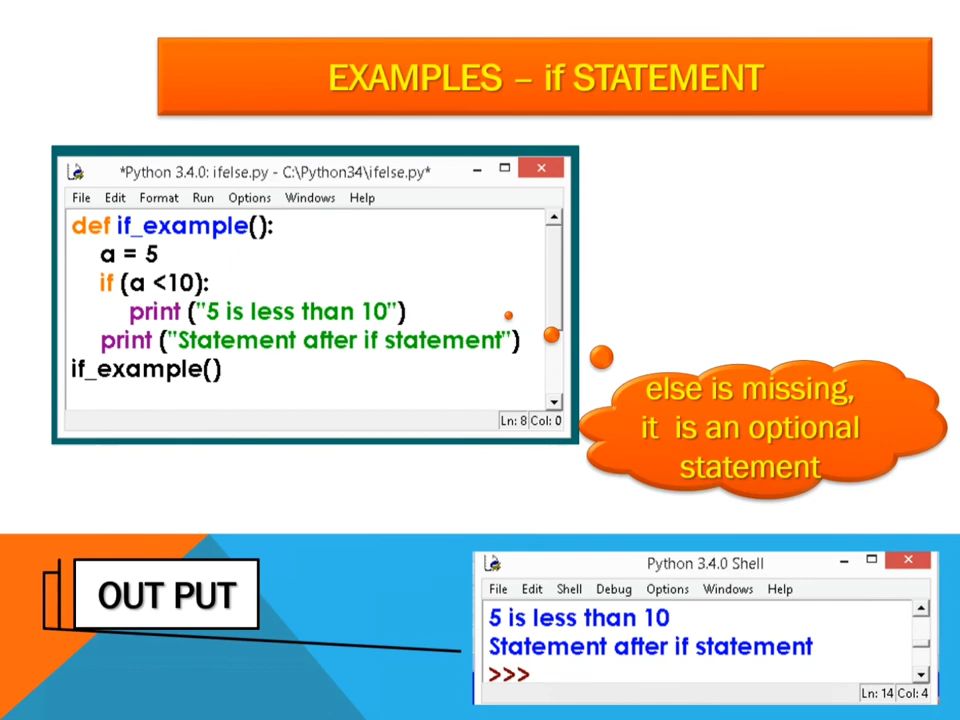 EXAMPLES – if STATEMENT
*Python 3.4.0: ifelse.py - C:\Python34\ifelse.py*
File Edit Format Run Options Windows Help
def if_example():
    a = 5
    if (a <10):
        print ("5 is less than 10")
    print ("Statement after if statement")
if_example()
Ln: 8 Col: 0
else is missing,
it is an optional
statement
OUT PUT
Python 3.4.0 Shell
File Edit Shell Debug Options Windows Help
5 is less than 10
Statement after if statement
>>>
Ln: 14 Col: 4